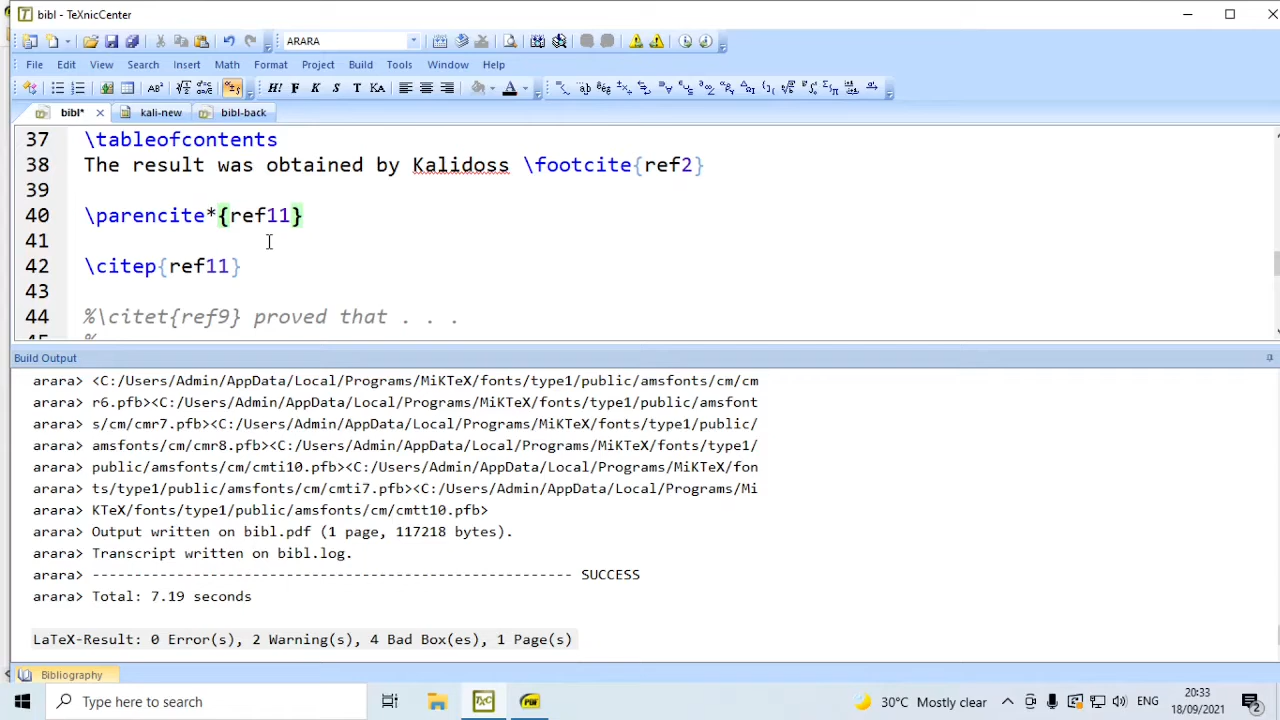 bibl - TeXnicCenter
ARARA
File Edit View Search Insert Math Format Project Build Tools Window Help
bibl* kali-new bibl-back
37 \tableofcontents
38 The result was obtained by Kalidoss \footcite{ref2}
39
40 \parencite*{ref11}
41
42 \citep{ref11}
43
44 %\citet{ref9} proved that . . .
45 %
Build Output
arara> <C:/Users/Admin/AppData/Local/Programs/MiKTeX/fonts/type1/public/amsfonts/cm/cm
arara> r6.pfb><C:/Users/Admin/AppData/Local/Programs/MiKTeX/fonts/type1/public/amsfont
arara> s/cm/cmr7.pfb><C:/Users/Admin/AppData/Local/Programs/MiKTeX/fonts/type1/public/
arara> amsfonts/cm/cmr8.pfb><C:/Users/Admin/AppData/Local/Programs/MiKTeX/fonts/type1/
arara> public/amsfonts/cm/cmti10.pfb><C:/Users/Admin/AppData/Local/Programs/MiKTeX/fon
arara> ts/type1/public/amsfonts/cm/cmti7.pfb><C:/Users/Admin/AppData/Local/Programs/Mi
arara> KTeX/fonts/type1/public/amsfonts/cm/cmtt10.pfb>
arara> Output written on bibl.pdf (1 page, 117218 bytes).
arara> Transcript written on bibl.log.
arara> --------------------------------------------------------- SUCCESS
arara> Total: 7.19 seconds
LaTeX-Result: 0 Error(s), 2 Warning(s), 4 Bad Box(es), 1 Page(s)
Bibliography
Type here to search 30°C Mostly clear ENG 20:33
18/09/2021 2